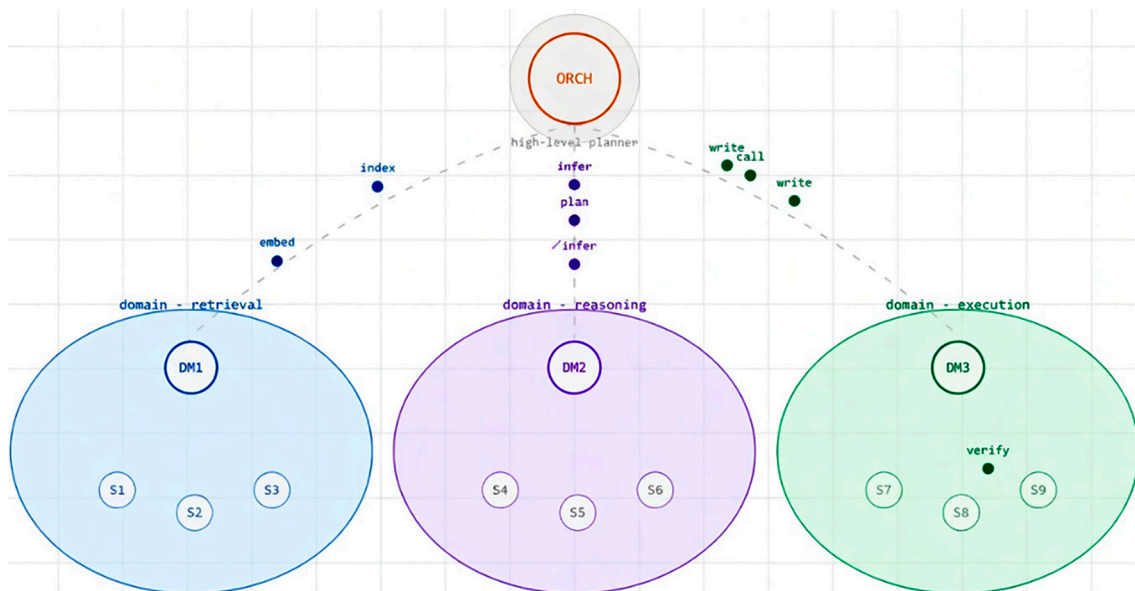 ORCH
high-level planner
write
call
index
infer
write
plan
embed
/infer
domain - retrieval
domain - reasoning
domain - execution
DM1
DM2
DM3
verify
S1
S3
S4
S6
S7
S9
S2
S5
S8